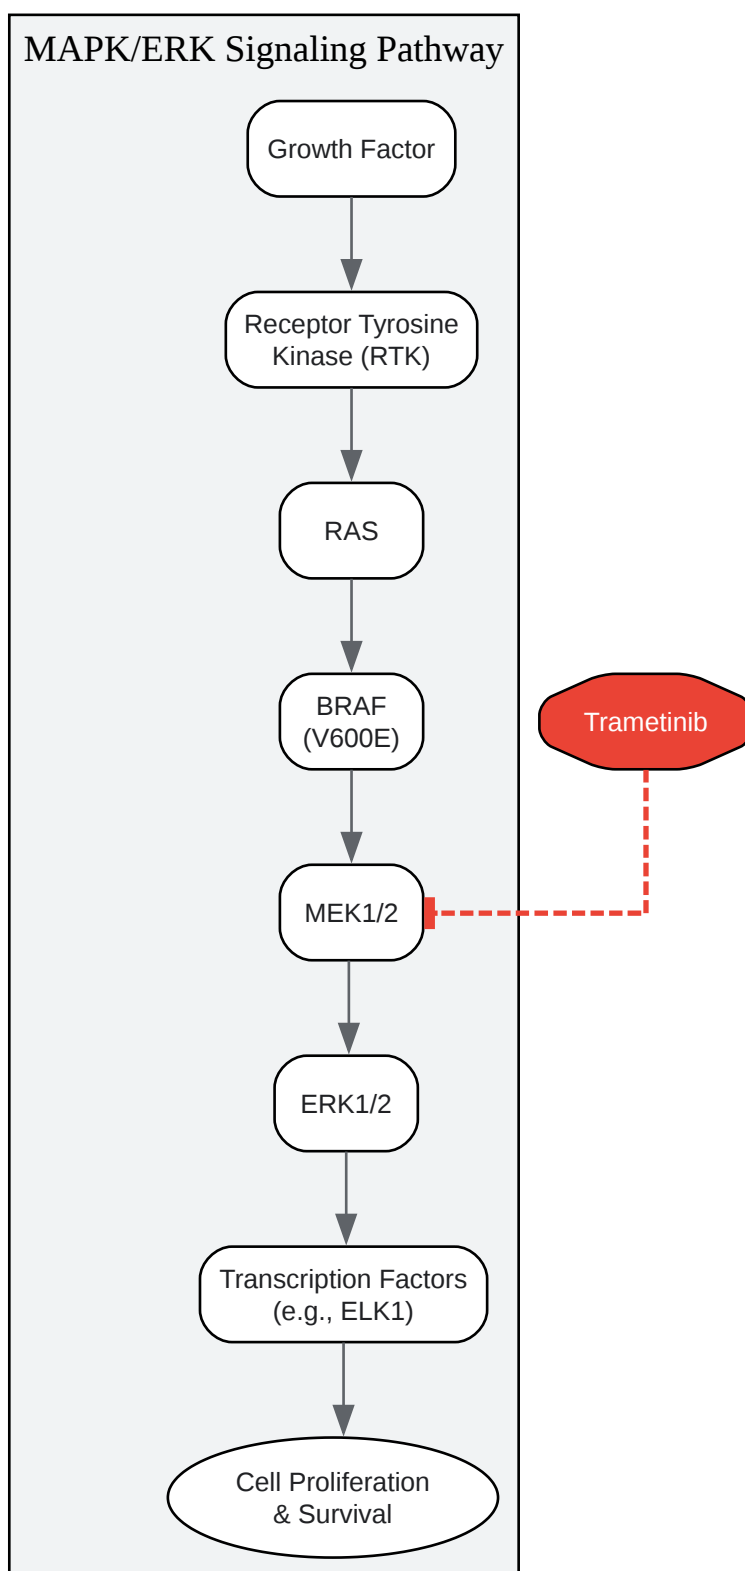 MAPK/ERK Signaling Pathway
Growth Factor
Receptor Tyrosine
Kinase (RTK)
RAS
BRAF
(V600E)
Trametinib
MEK1/2
ERK1/2
Transcription Factors
(e.g., ELK1)
Cell Proliferation
& Survival